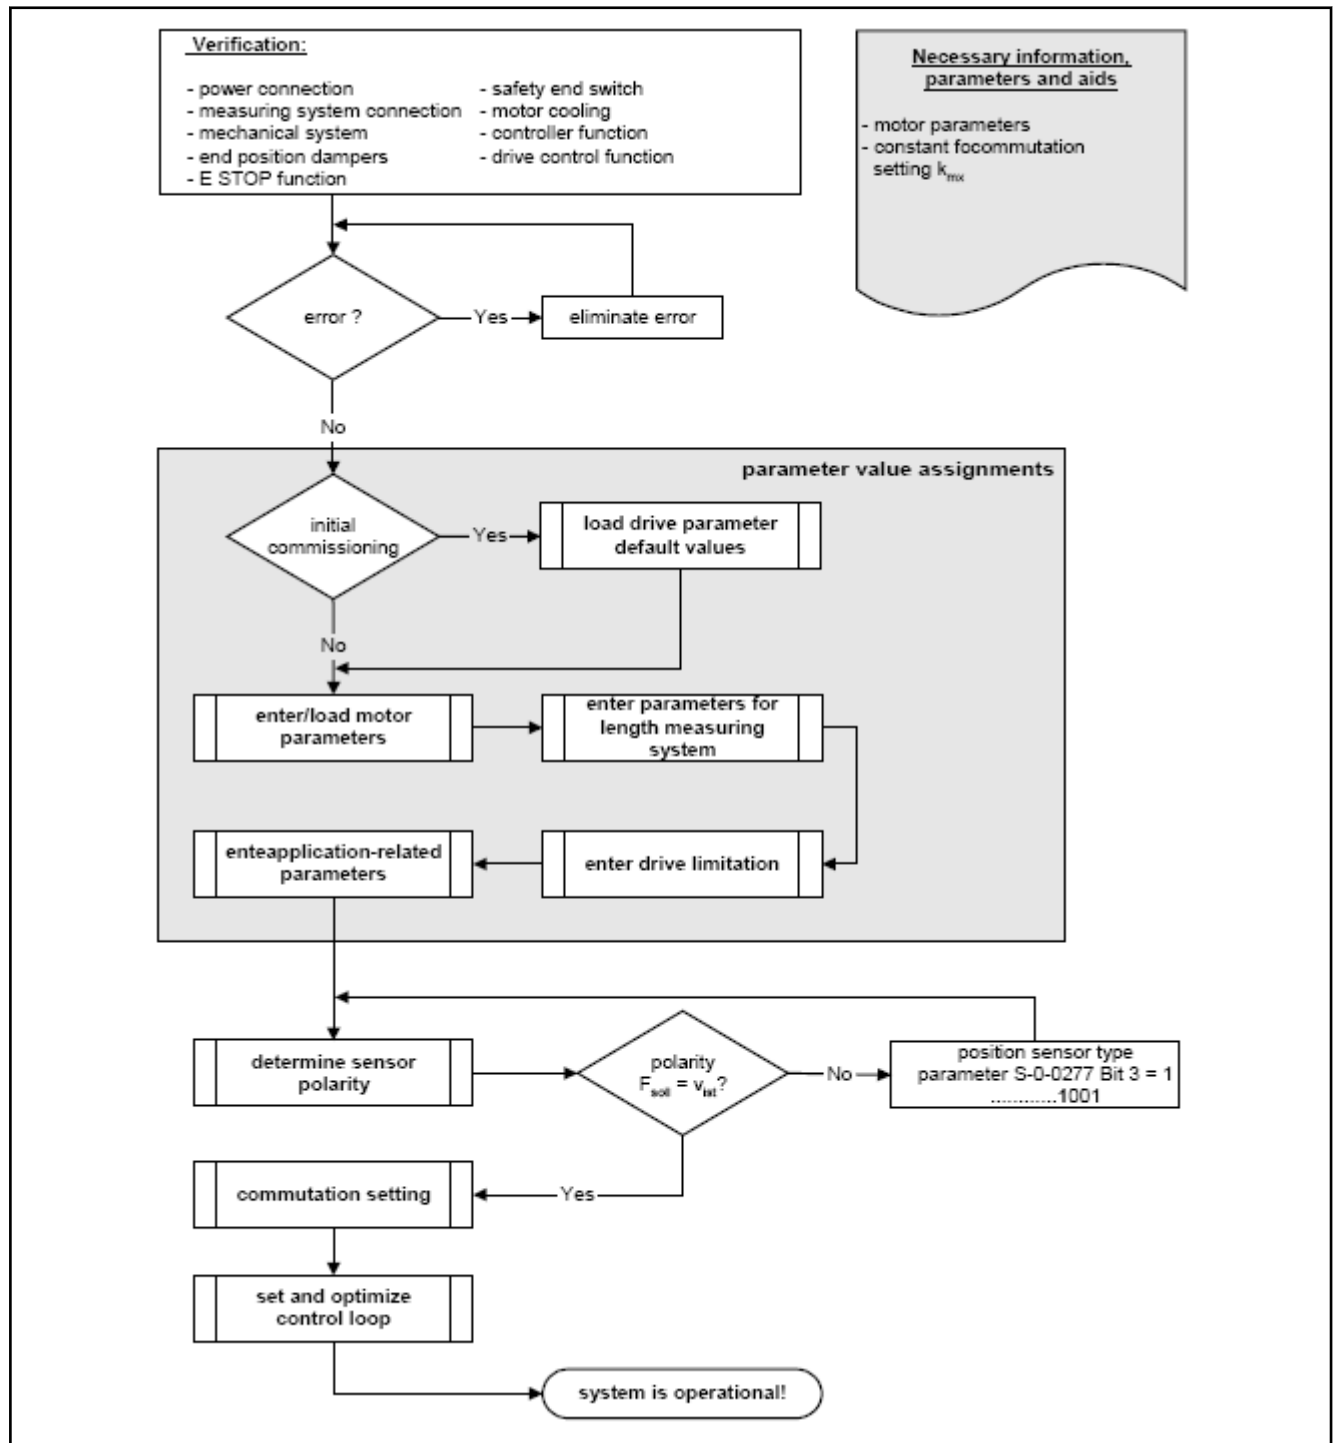 Verification:
- power connection
- measuring system connection
- mechanical system
- end position dampers
- E STOP function
- safety end switch
- motor cooling
- controller function
- drive control function
Necessary information,
parameters and aids
- motor parameters
- constant focommutation
setting kmx
error ?
Yes
eliminate error
No
parameter value assignments
initial
commissioning
Yes
load drive parameter
default values
No
enter/load motor
parameters
enter parameters for
length measuring
system
enteapplication-related
parameters
enter drive limitation
determine sensor
polarity
polarity
Fsoll = vist?
No
position sensor type
parameter S-0-0277 Bit 3 = 1
............1001
commutation setting
Yes
set and optimize
control loop
system is operational!